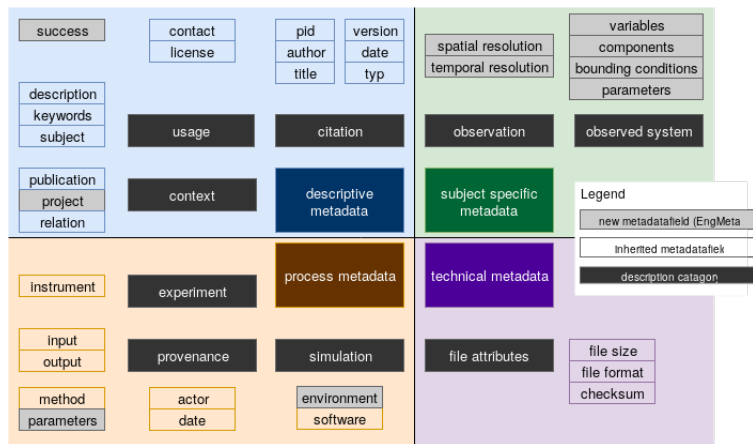 success
contact
license
pid
author
title
version
date
typ
spatial resolution
temporal resolution
variables
components
bounding conditions
parameters
description
keywords
subject
usage
citation
observation
observed system
publication
project
relation
context
descriptive
metadata
subject specific
metadata
Legend
new metadatafield (EngMeta
inherited metadatafiek
description catagory
instrument
experiment
process metadata
technical metadata
input
output
provenance
simulation
file attributes
file size
file format
checksum
method
parameters
actor
date
environment
software